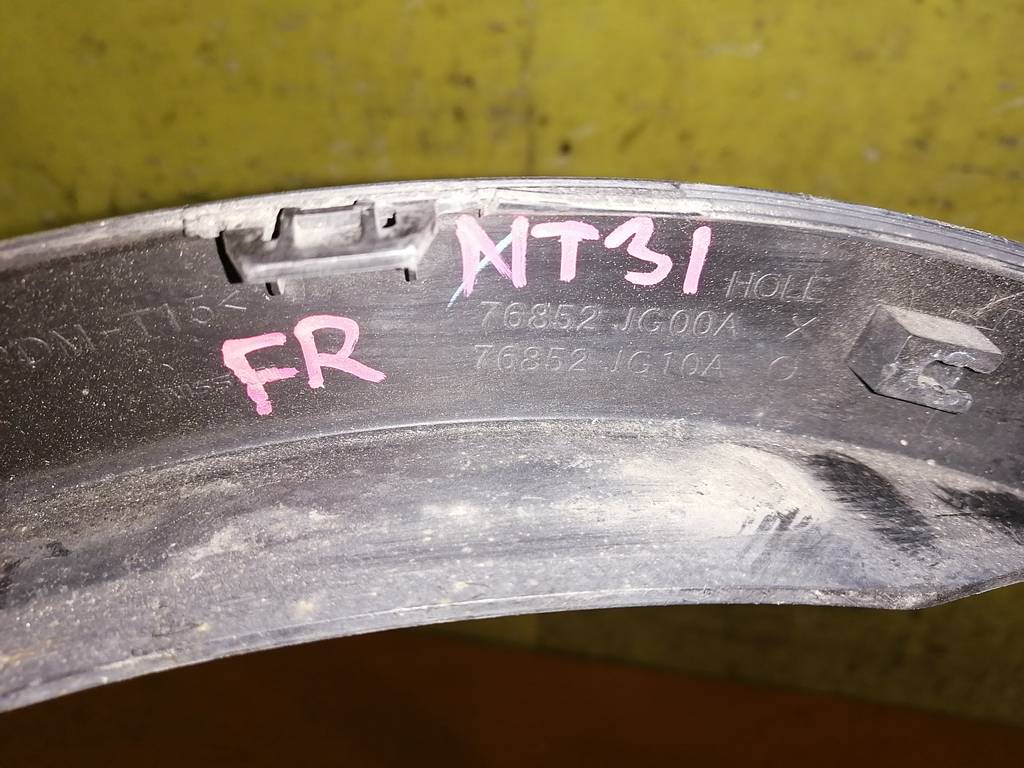 NT31
HOLE
FR
76852 JG00A X
76852 JG10A O